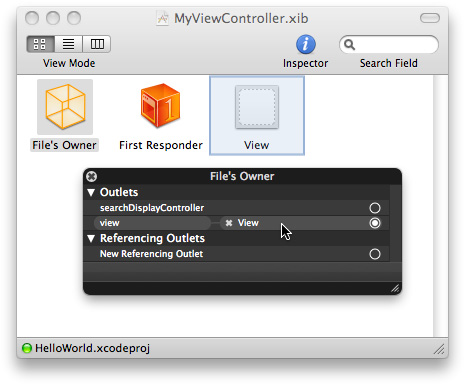 MyViewController.xib
View Mode
Inspector
Search Field
File's Owner
First Responder
View
File's Owner
Outlets
searchDisplayController
view
View
Referencing Outlets
New Referencing Outlet
HelloWorld.xcodeproj